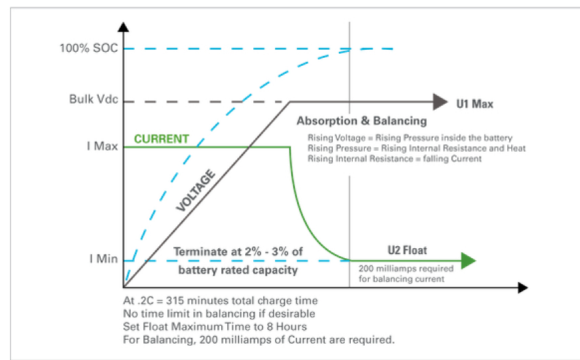 100% SOC
Bulk Vdc
U1 Max
Absorption & Balancing
Rising Voltage = Rising Pressure inside the battery
Rising Pressure = Rising Internal Resistance and Heat
Rising Internal Resistance = falling Current
I Max
CURRENT
VOLTAGE
I Min
Terminate at 2% - 3% of
battery rated capacity
U2 Float
200 milliamps required
for balancing current
At .2C = 315 minutes total charge time
No time limit in balancing if desirable
Set Float Maximum Time to 8 Hours
For Balancing, 200 milliamps of Current are required.